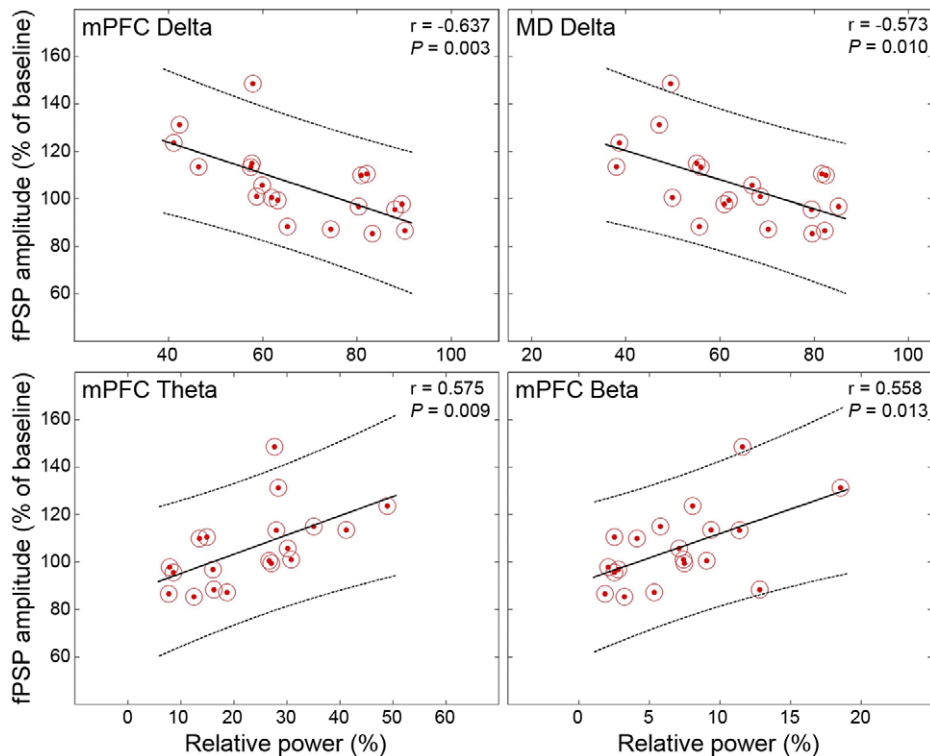 mPFC Delta
r = -0.637
P = 0.003
MD Delta
r = -0.573
P = 0.010
fPSP amplitude (% of baseline)
160
140
120
100
80
60
40 60 80 100
20 40 60 80 100
mPFC Theta
r = 0.575
P = 0.009
mPFC Beta
r = 0.558
P = 0.013
fPSP amplitude (% of baseline)
160
140
120
100
80
60
0 10 20 30 40 50 60
0 5 10 15 20
Relative power (%)
Relative power (%)